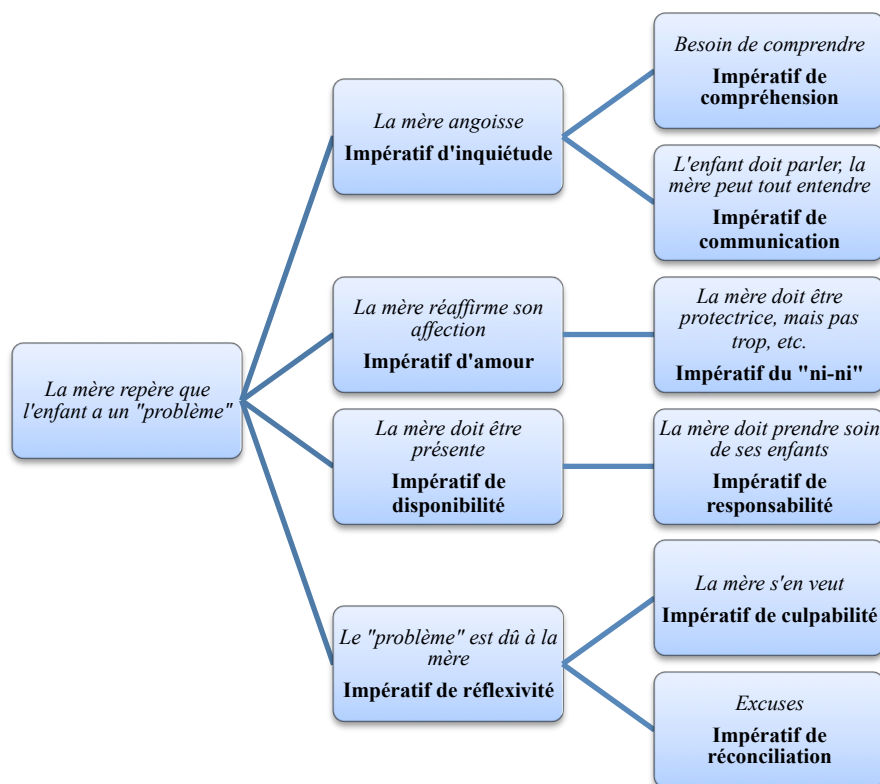 La mère repère que
l'enfant a un "problème"
La mère angoisse
Impératif d'inquiétude
Besoin de comprendre
Impératif de
compréhension
L'enfant doit parler, la
mère peut tout entendre
Impératif de
communication
La mère réaffirme son
affection
Impératif d'amour
La mère doit être
protectrice, mais pas
trop, etc.
Impératif du "ni-ni"
La mère doit être
présente
Impératif de
disponibilité
La mère doit prendre soin
de ses enfants
Impératif de
responsabilité
Le "problème" est dû à la
mère
Impératif de réflexivité
La mère s'en veut
Impératif de culpabilité
Excuses
Impératif de
réconciliation